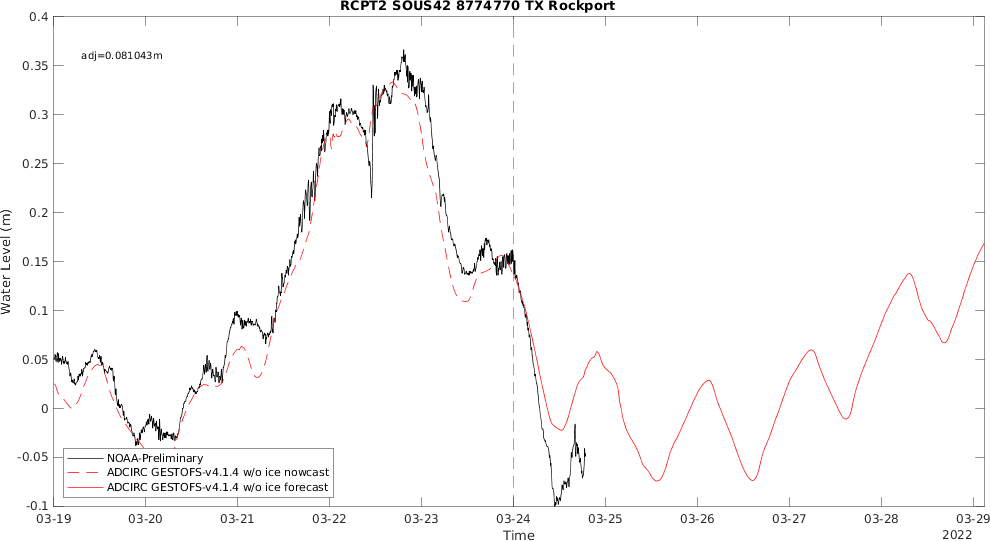 RCPT2 SOUS42 8774770 TX Rockport
adj=0.081043m
0.4
0.35
0.3
0.25
0.2
0.15
0.1
0.05
0
-0.05
-0.1
Water Level (m)
NOAA-Preliminary
ADCIRC GESTOFS-v4.1.4 w/o ice nowcast
ADCIRC GESTOFS-v4.1.4 w/o ice forecast
03-19 03-20 03-21 03-22 03-23 03-24 03-25 03-26 03-27 03-28 03-29
Time
2022